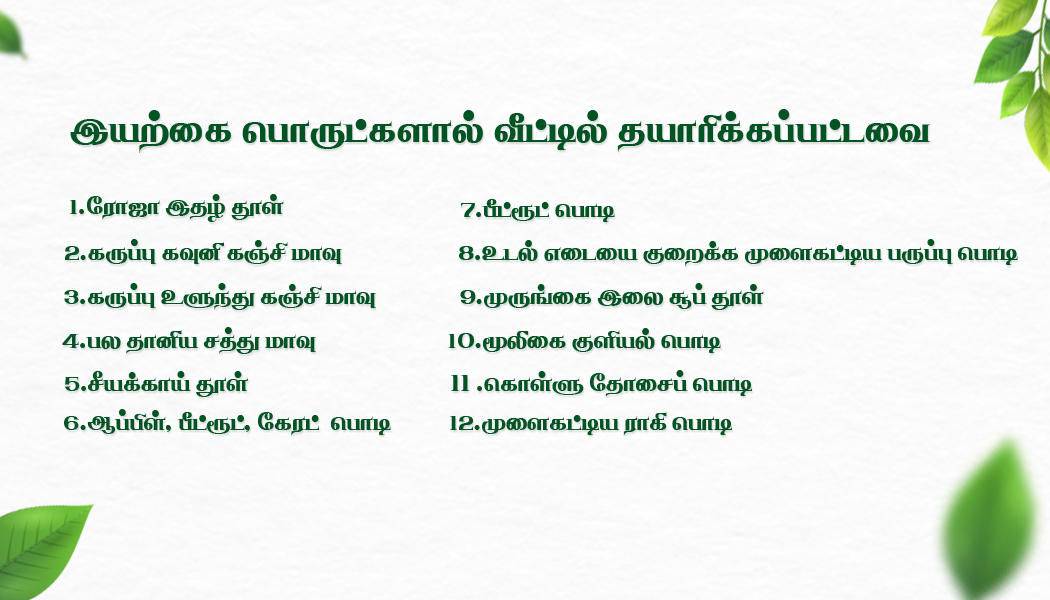 இயற்கை பொருட்களால் வீட்டில் தயாரிக்கப்பட்டவை
1.ரோஜா இதழ் தூள்
2.கருப்பு கவுனி கஞ்சி மாவு
3.கருப்பு உளுந்து கஞ்சி மாவு
4.பல தானிய சத்து மாவு
5.சீயக்காய் தூள்
6.ஆப்பிள், பீட்ரூட், கேரட் பொடி
7.பீட்ரூட் பொடி
8.உடல் எடையை குறைக்க முளைகட்டிய பருப்பு பொடி
9.முருங்கை இலை சூப் தூள்
10.மூலிகை குளியல் பொடி
11 .கொள்ளு தோசைப் பொடி
12.முளைகட்டிய ராகி பொடி